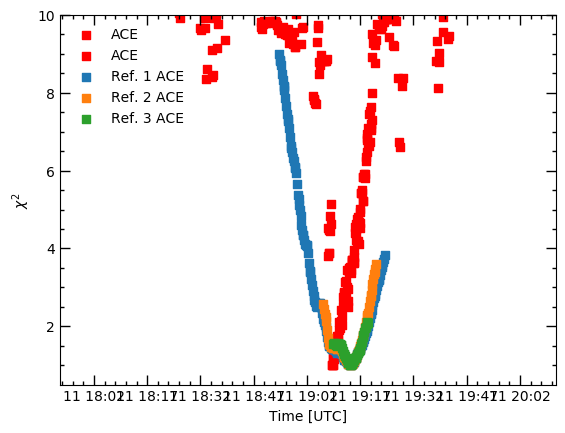 10
8
6
4
2
χ²
ACE
ACE
Ref. 1 ACE
Ref. 2 ACE
Ref. 3 ACE
11 18:02 11 18:17 11 18:32 11 18:47 11 19:02 11 19:17 11 19:32 11 19:47 11 20:02
Time [UTC]